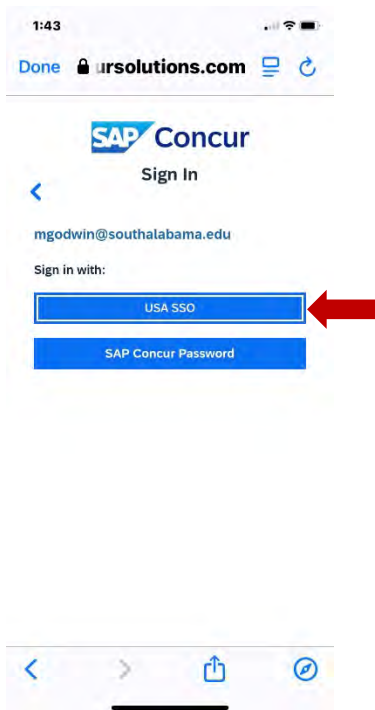 1:43
Done ursolutions.com
SAP Concur
Sign In
mgodwin@southalabama.edu
Sign in with:
USA SSO
SAP Concur Password